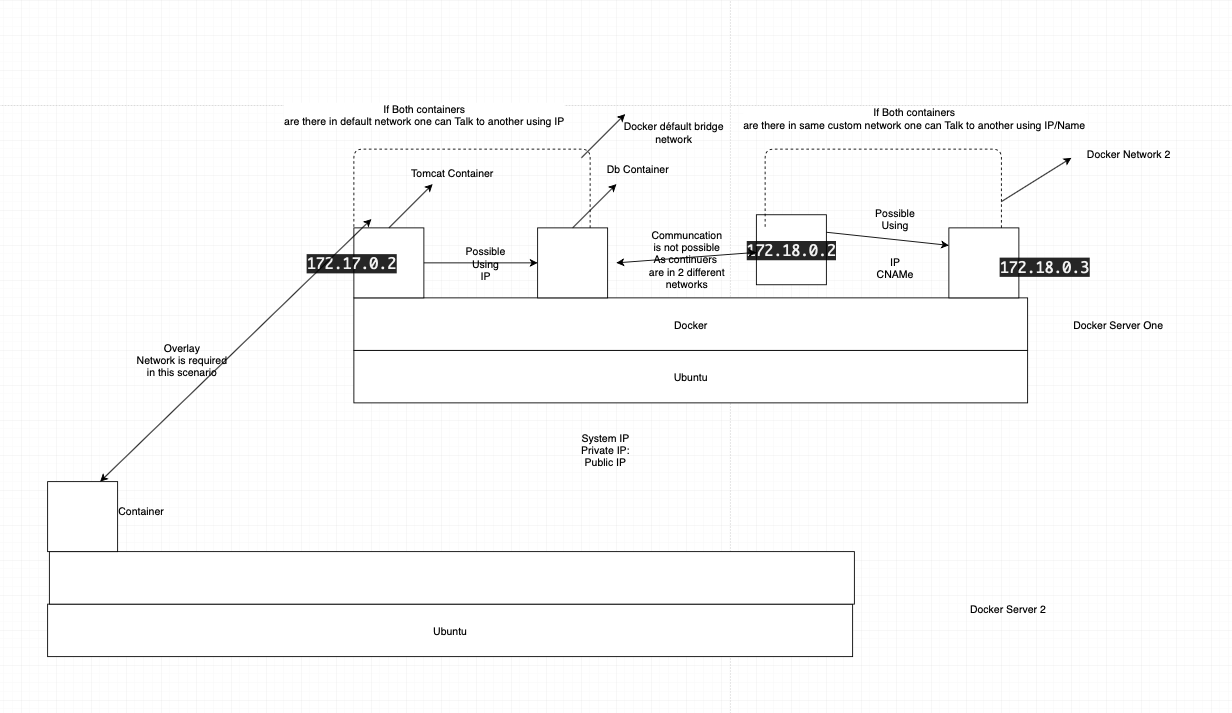 If Both containers
are there in default network one can Talk to another using IP
If Both containers
are there in same custom network one can Talk to another using IP/Name
Docker défault bridge
network
Docker Network 2
Tomcat Container
Db Container
172.17.0.2
Possible
Using
IP
Communcation
is not possible
As continuers
are in 2 different
networks
172.18.0.2
Possible
Using
IP
CNAMe
172.18.0.3
Docker
Docker Server One
Ubuntu
Overlay
Network is required
in this scenario
System IP
Private IP:
Public IP
Container
Docker Server 2
Ubuntu